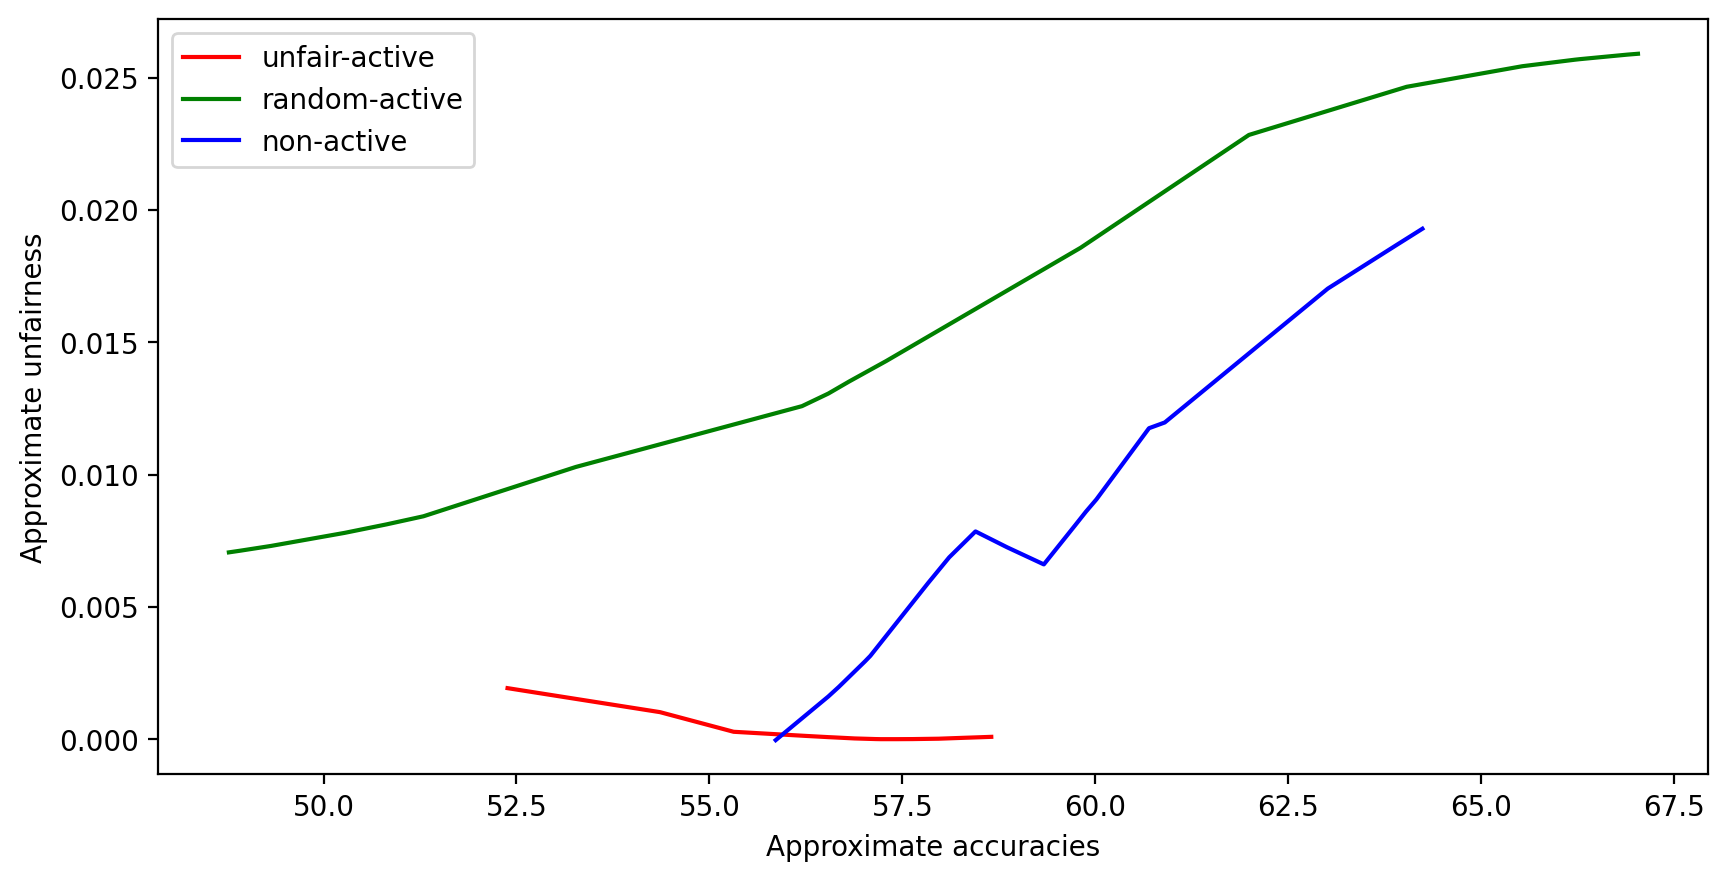 unfair-active
random-active
non-active
0.025
0.020
0.015
0.010
0.005
0.000
Approximate unfairness
50.0 52.5 55.0 57.5 60.0 62.5 65.0 67.5
Approximate accuracies